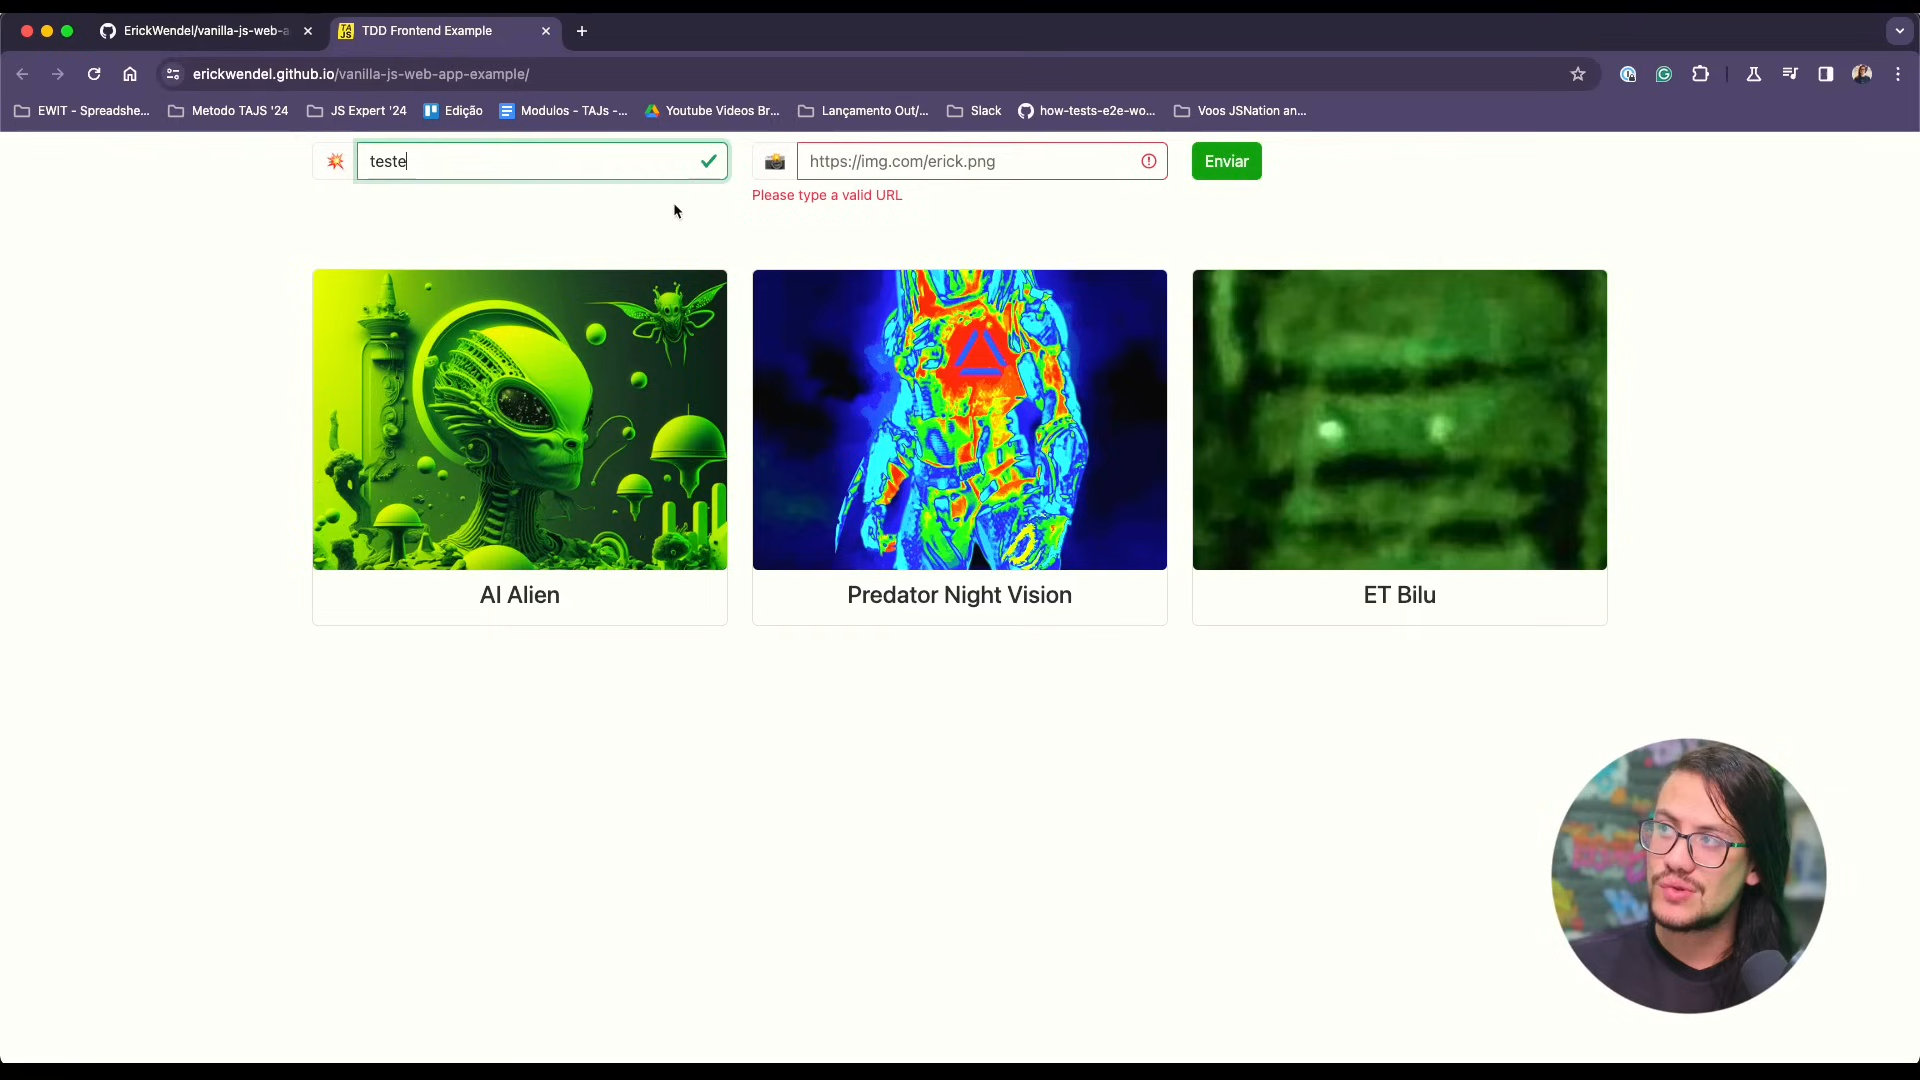 ErickWendel/vanilla-js-web-a
TDD Frontend Example
erickwendel.github.io/vanilla-js-web-app-example/
EWIT - Spreadshe...
Metodo TAJS '24
JS Expert '24
Edição
Modulos - TAJs -...
Youtube Videos Br...
Lançamento Out/...
Slack
how-tests-e2e-wo...
Voos JSNation an...
teste
https://img.com/erick.png
Enviar
Please type a valid URL
AI Alien
Predator Night Vision
ET Bilu